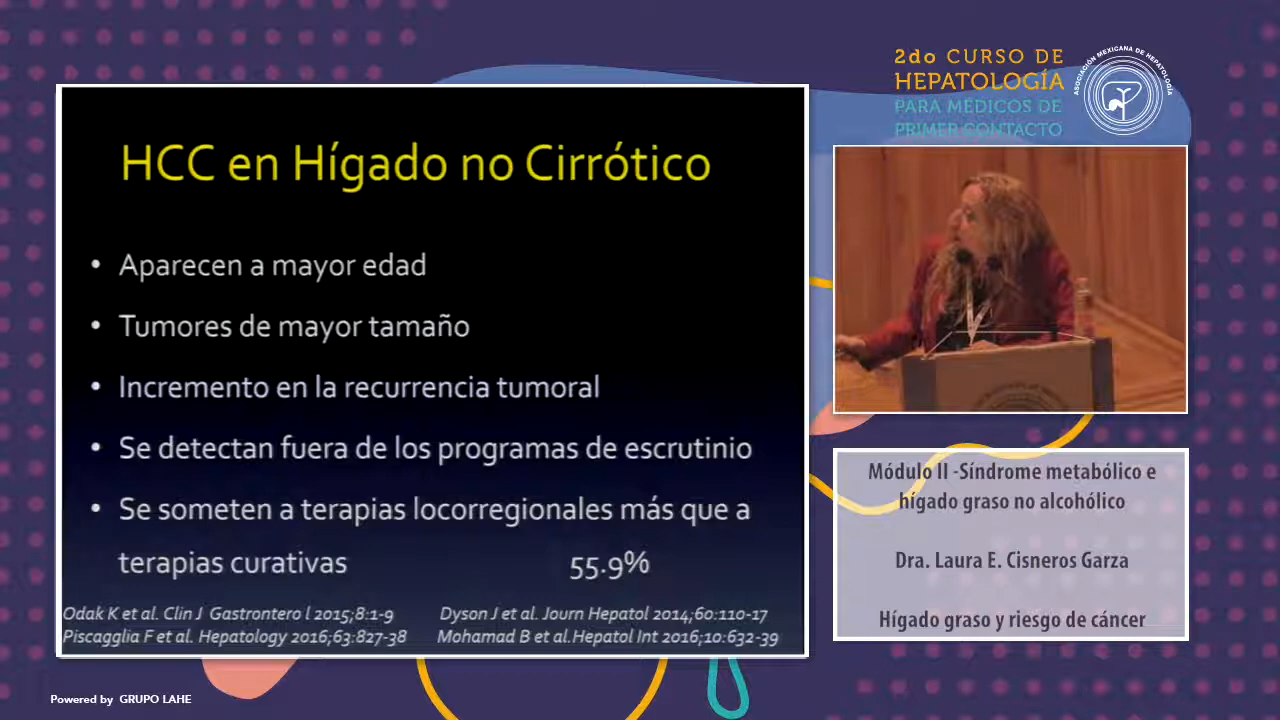 2do CURSO DE
HEPATOLOGÍA
PARA MÉDICOS DE
PRIMER CONTACTO
ASOCIACIÓN MEXICANA DE HEPATOLOGÍA
HCC en Hígado no Cirrótico
• Aparecen a mayor edad
• Tumores de mayor tamaño
• Incremento en la recurrencia tumoral
• Se detectan fuera de los programas de escrutinio
• Se someten a terapias locorregionales más que a
terapias curativas 55.9%
Odak K et al. Clin J Gastrontero l 2015;8:1-9 Dyson J et al. Journ Hepatol 2014;60:110-17
Piscagglia F et al. Hepatology 2016;63:827-38 Mohamad B et al.Hepatol Int 2016;10:632-39
Módulo II -Síndrome metabólico e
hígado graso no alcohólico
Dra. Laura E. Cisneros Garza
Hígado graso y riesgo de cáncer
Powered by GRUPO LAHE